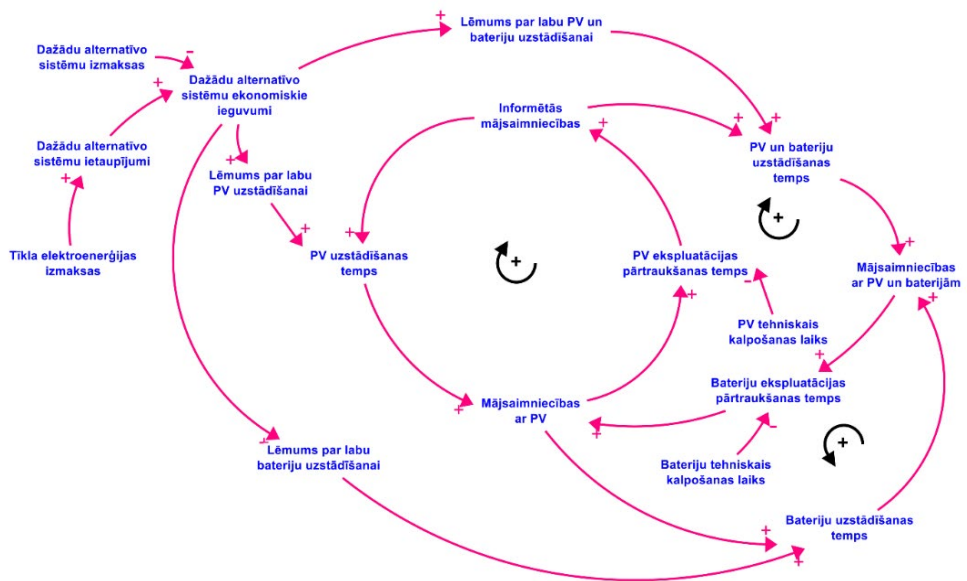 Lēmums par labu PV un
bateriju uzstādīšanai
Dažādu alternatīvo
sistēmu izmaksas
Dažādu alternatīvo
sistēmu ekonomiskie
ieguvumi
Informētās
mājsaimniecības
Dažādu alternatīvo
sistēmu ietaupījumi
PV un bateriju
uzstādīšanas
temps
Lēmums par labu
PV uzstādīšanai
Tīkla elektroenerģijas
izmaksas
PV uzstādīšanas
temps
PV ekspluatācijas
pārtraukšanas temps
Mājsaimniecības
ar PV un baterijām
PV tehniskais
kalpošanas laiks
Bateriju ekspluatācijas
pārtraukšanas temps
Mājsaimniecības
ar PV
Lēmums par labu
bateriju uzstādīšanai
Bateriju tehniskais
kalpošanas laiks
Bateriju uzstādīšanas
temps